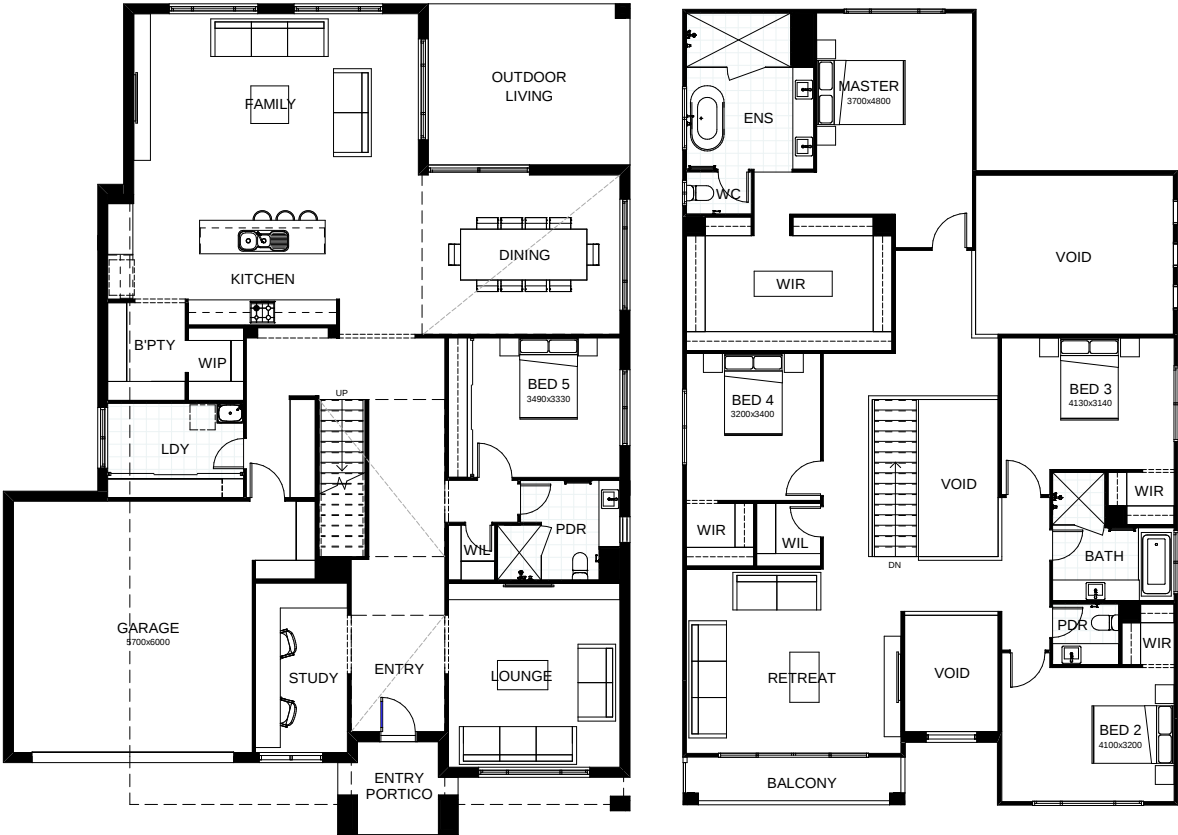 FAMILY
OUTDOOR
LIVING
KITCHEN
DINING
B'PTY
WIP
UP
BED 5
3490x3330
LDY
PDR
WIL
GARAGE
5700x6000
STUDY
ENTRY
LOUNGE
ENTRY
PORTICO
MASTER
3700x4800
ENS
WC
WIR
VOID
BED 4
3200x3400
BED 3
4130x3140
VOID
WIR
WIR
WIL
BATH
DN
PDR
WIR
RETREAT
VOID
BED 2
4100x3200
BALCONY